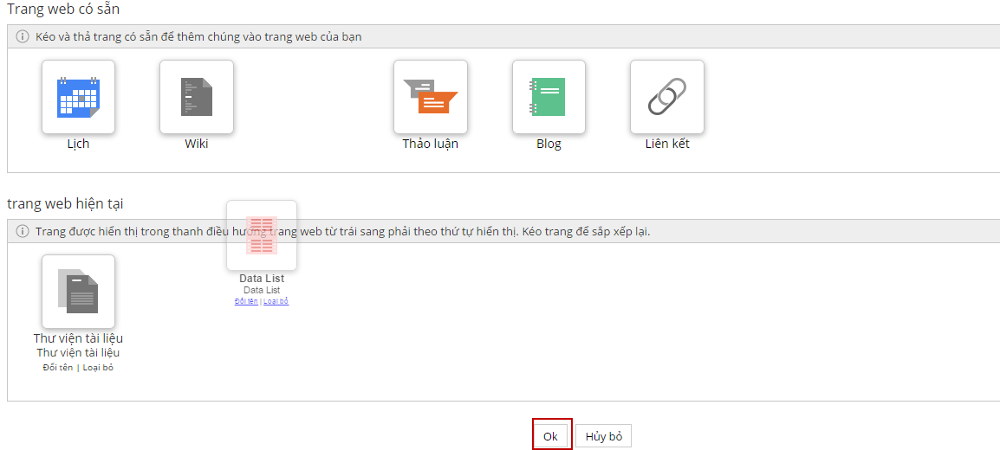 Trang web có sẵn
Kéo và thả trang có sẵn để thêm chúng vào trang web của bạn
Lịch
Wiki
Thảo luận
Blog
Liên kết
trang web hiện tại
Trang được hiển thị trong thanh điều hướng trang web từ trái sang phải theo thứ tự hiển thị. Kéo trang để sắp xếp lại.
Data List
Data List
Đổi tên | Loại bỏ
Thư viện tài liệu
Thư viện tài liệu
Đổi tên | Loại bỏ
Ok
Hủy bỏ